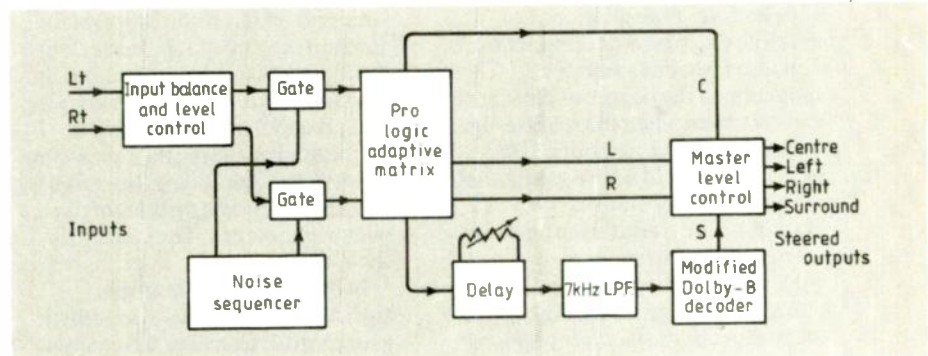 Lt
Rt
Input balance
and level
control
Gate
Gate
Inputs
Noise
sequencer
Pro
logic
adaptive
matrix
C
L
R
S
Master
level
control
Centre
Left
Right
Surround
Steered
outputs
Delay
7kHz LPF
Modified
Dolby-B
decoder